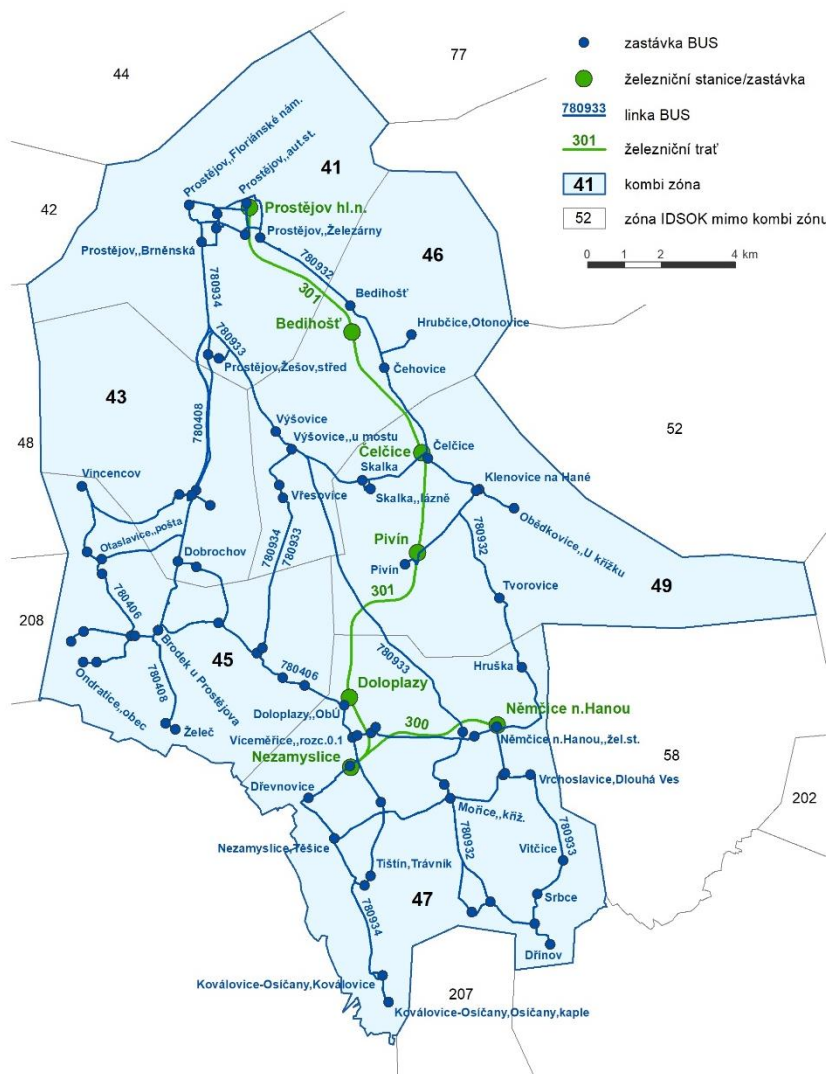 44
77
zastávka BUS
železniční stanice/zastávka
780933
linka BUS
301
železniční trať
41
kombi zóna
52
zóna IDSOK mimo kombi zónu
0 1 2 4 km
Prostějov,,Floriánské nám.
Prostějov,,aut.st.
41
42
Prostějov hl.n.
Prostějov,,Železárny
Prostějov,,Brněnská
780932
46
780934
301
Bedihošť
Bedihošť
Hrubčice,Otonovice
780933
Čehovice
Prostějov,Žešov,střed
43
780408
48
52
Výšovice
Výšovice,,u mostu
Čelčice
Čelčice
Vincencov
Skalka
Skalka,,lázně
Klenovice na Hané
Vřesovice
Obědkovice,,U křížku
Otaslavice,,pošta
780934
780933
Pivín
780932
Dobrochov
Pivín
301
Tvorovice
49
780406
208
Brodek u Prostějova
45
780933
Hruška
Ondratice,,obec
780408
780406
Doloplazy
Želeč
Doloplazy,,ObÚ
Němčice n.Hanou
300
Víceměřice,,rozc.0.1
Němčice n.Hanou,,žel.st.
58
Nezamyslice
Vrchoslavice,Dlouhá Ves
Dřevnovice
202
Mořice,,kříž.
780933
Nezamyslice,Těšice
780932
Vitčice
Tištín,Trávník
47
Srbce
780934
Dřínov
Koválovice-Osíčany,Koválovice
207
Koválovice-Osíčany,Osíčany,kaple